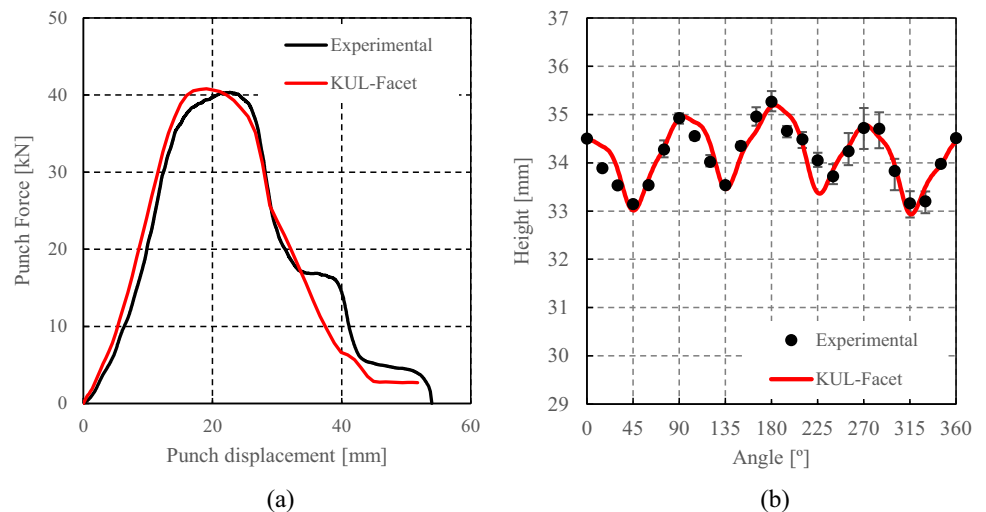 50
40
30
20
10
0
0 20 40 60
Punch Force [kN]
Punch displacement [mm]
Experimental
KUL-Facet
(a)
37
36
35
34
33
32
31
30
29
0 45 90 135 180 225 270 315 360
Height [mm]
Angle [º]
Experimental
KUL-Facet
(b)